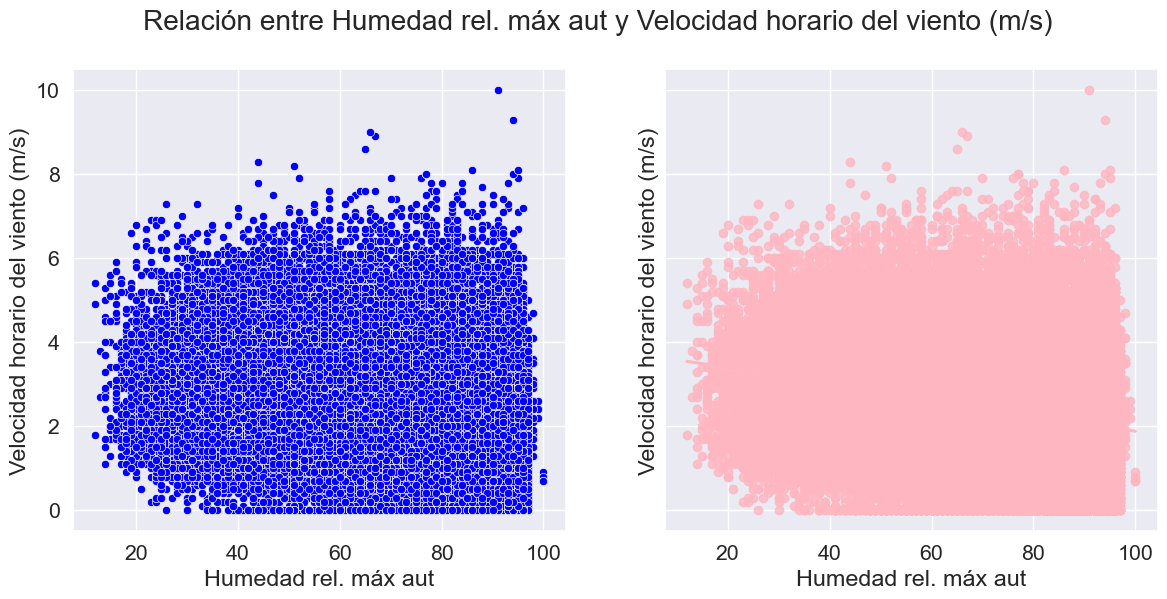 Relación entre Humedad rel. máx aut y Velocidad horario del viento (m/s)
Velocidad horario del viento (m/s)
10
8
6
4
2
0
20 40 60 80 100
Humedad rel. máx aut
Velocidad horario del viento (m/s)
20 40 60 80 100
Humedad rel. máx aut